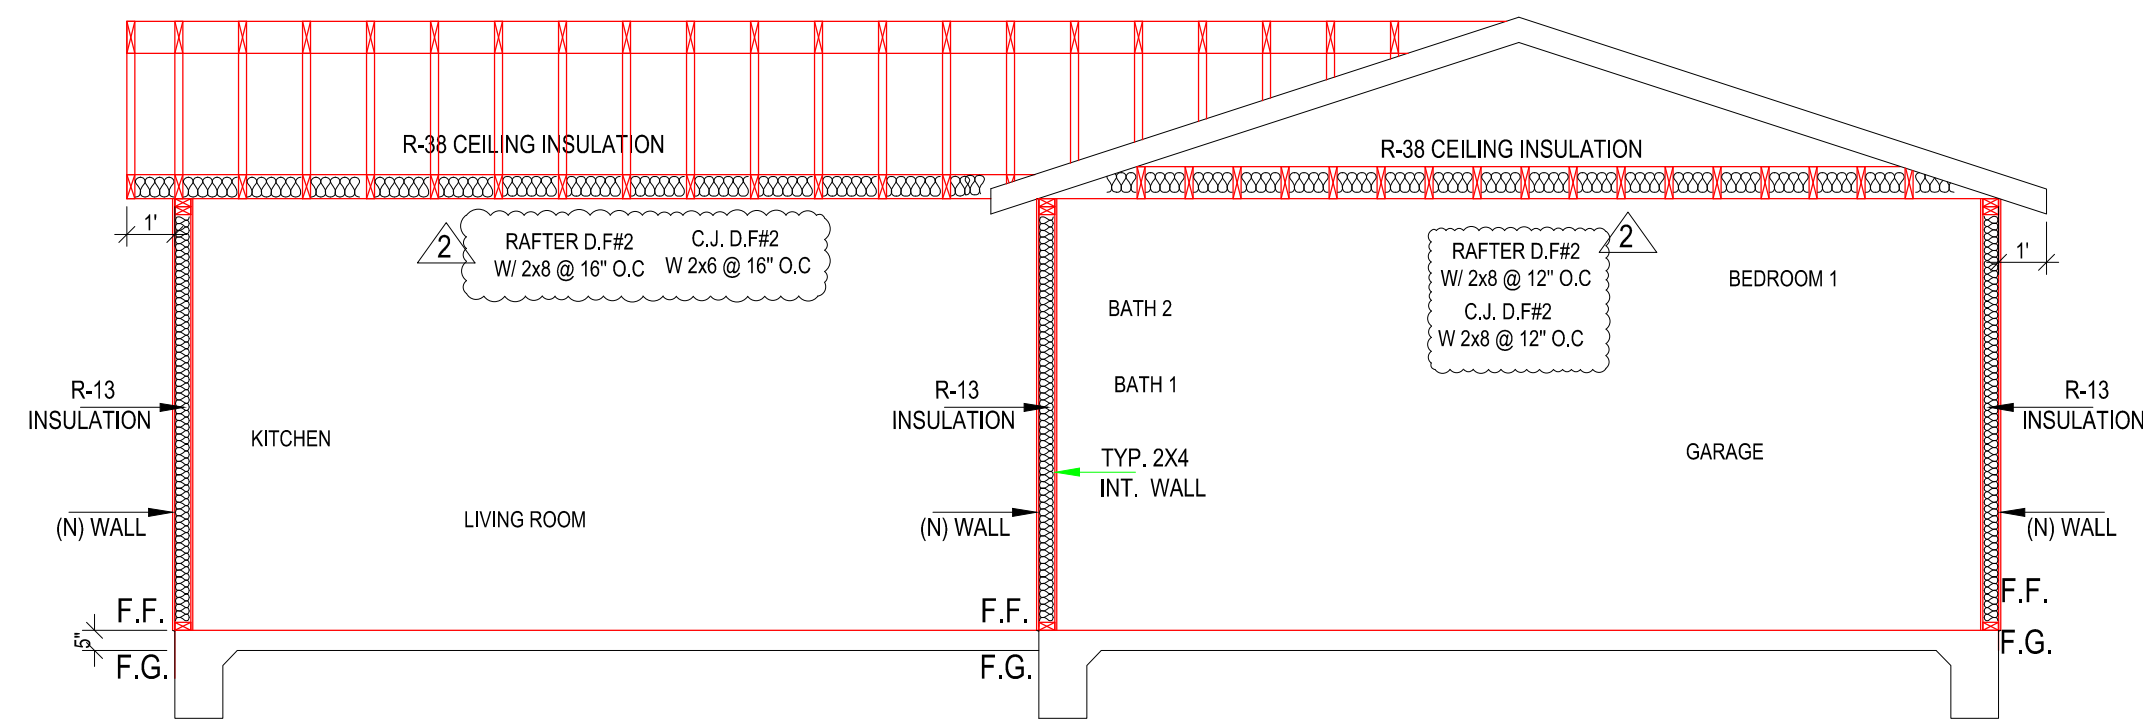 R-38 CEILING INSULATION
R-38 CEILING INSULATION
1'
2
RAFTER D.F#2
W/ 2x8 @ 16" O.C
C.J. D.F#2
W 2x6 @ 16" O.C
2
RAFTER D.F#2
W/ 2x8 @ 12" O.C
C.J. D.F#2
W 2x8 @ 12" O.C
1'
BEDROOM 1
BATH 2
BATH 1
R-13
INSULATION
R-13
INSULATION
R-13
INSULATION
KITCHEN
GARAGE
TYP. 2X4
INT. WALL
LIVING ROOM
(N) WALL
(N) WALL
(N) WALL
F.F.
F.F.
F.F.
5"
F.G.
F.G.
F.G.